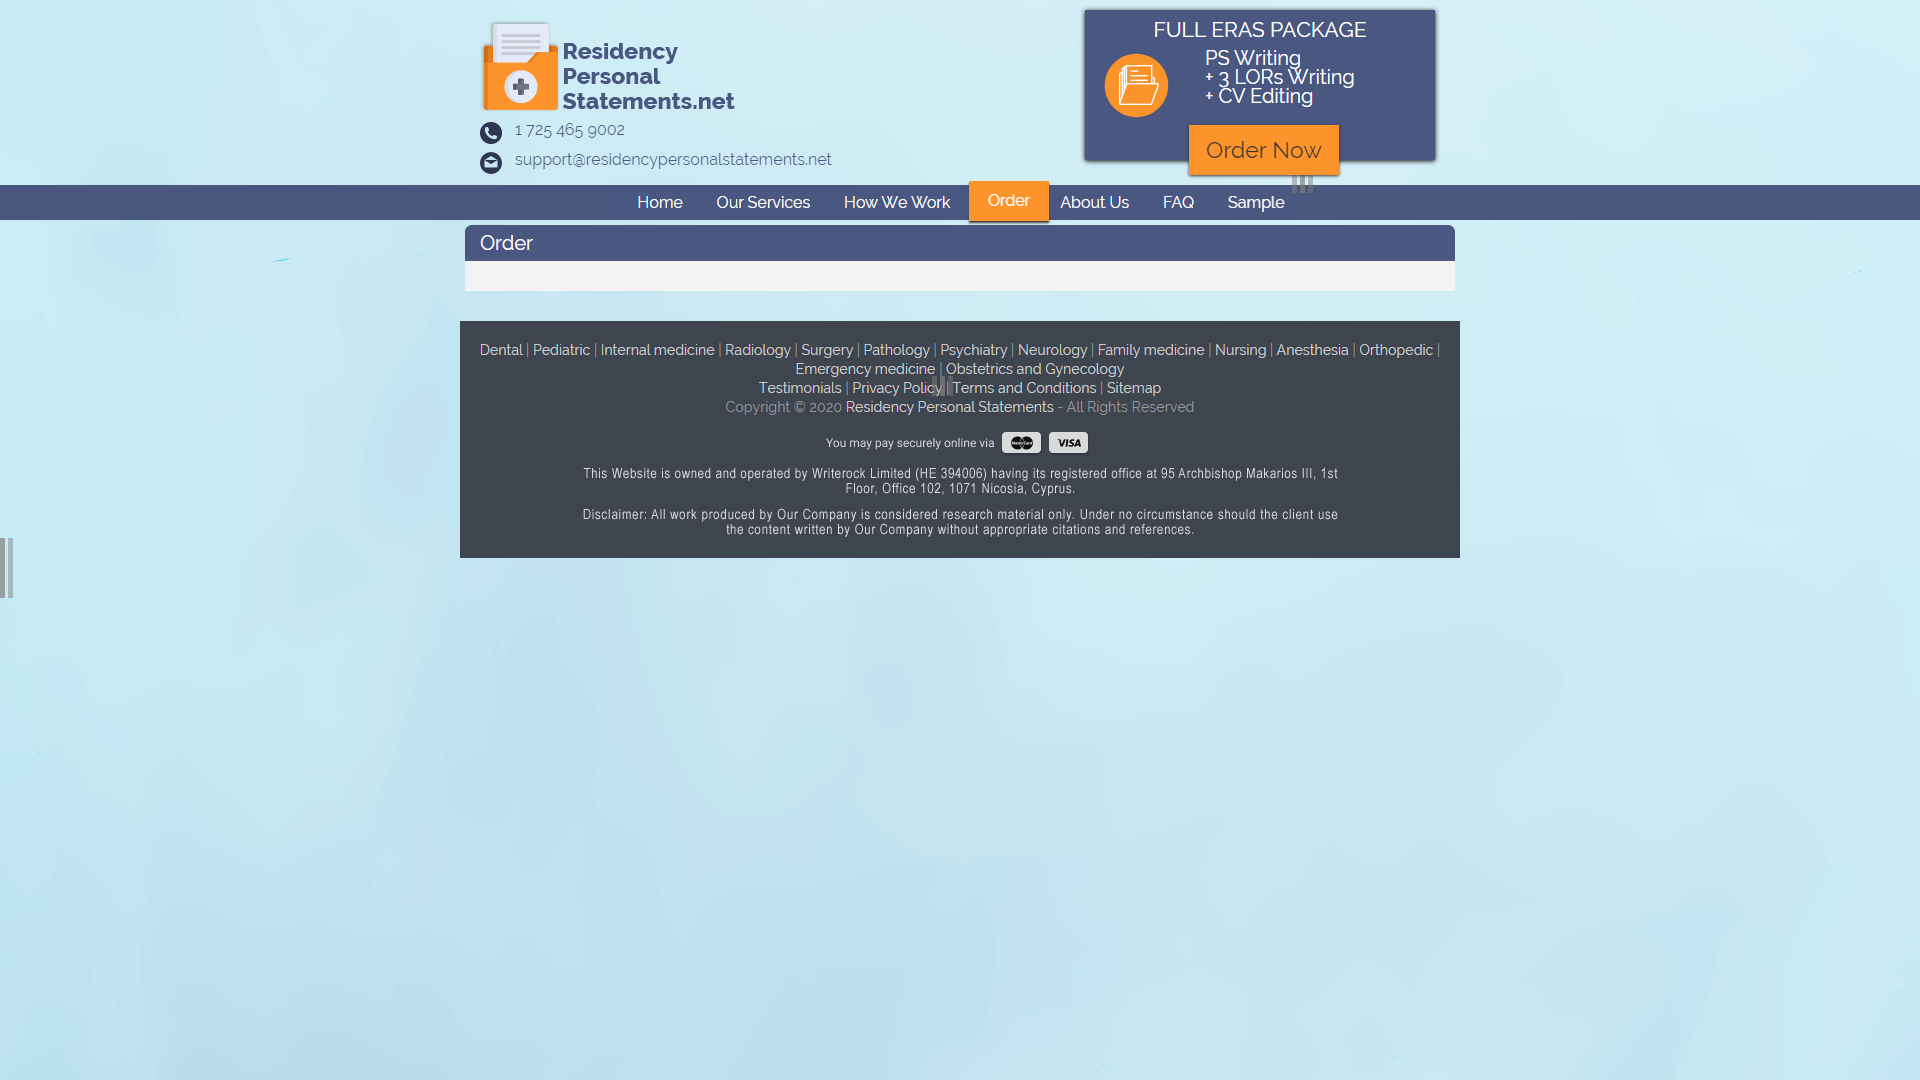 Residency
Personal
Statements.net
1 725 465 9002
support@residencypersonalstatements.net
FULL ERAS PACKAGE
PS Writing
+ 3 LORs Writing
+ CV Editing
Order Now
Home Our Services How We Work Order About Us FAQ Sample
Order
Dental | Pediatric | Internal medicine | Radiology | Surgery | Pathology | Psychiatry | Neurology | Family medicine | Nursing | Anesthesia | Orthopedic |
Emergency medicine | Obstetrics and Gynecology
Testimonials | Privacy Policy | Terms and Conditions | Sitemap
Copyright © 2020 Residency Personal Statements - All Rights Reserved
You may pay securely online via MasterCard VISA
This Website is owned and operated by Writerock Limited (HE 394006) having its registered office at 95 Archbishop Makarios III, 1st
Floor, Office 102, 1071 Nicosia, Cyprus.
Disclaimer: All work produced by Our Company is considered research material only. Under no circumstance should the client use
the content written by Our Company without appropriate citations and references.